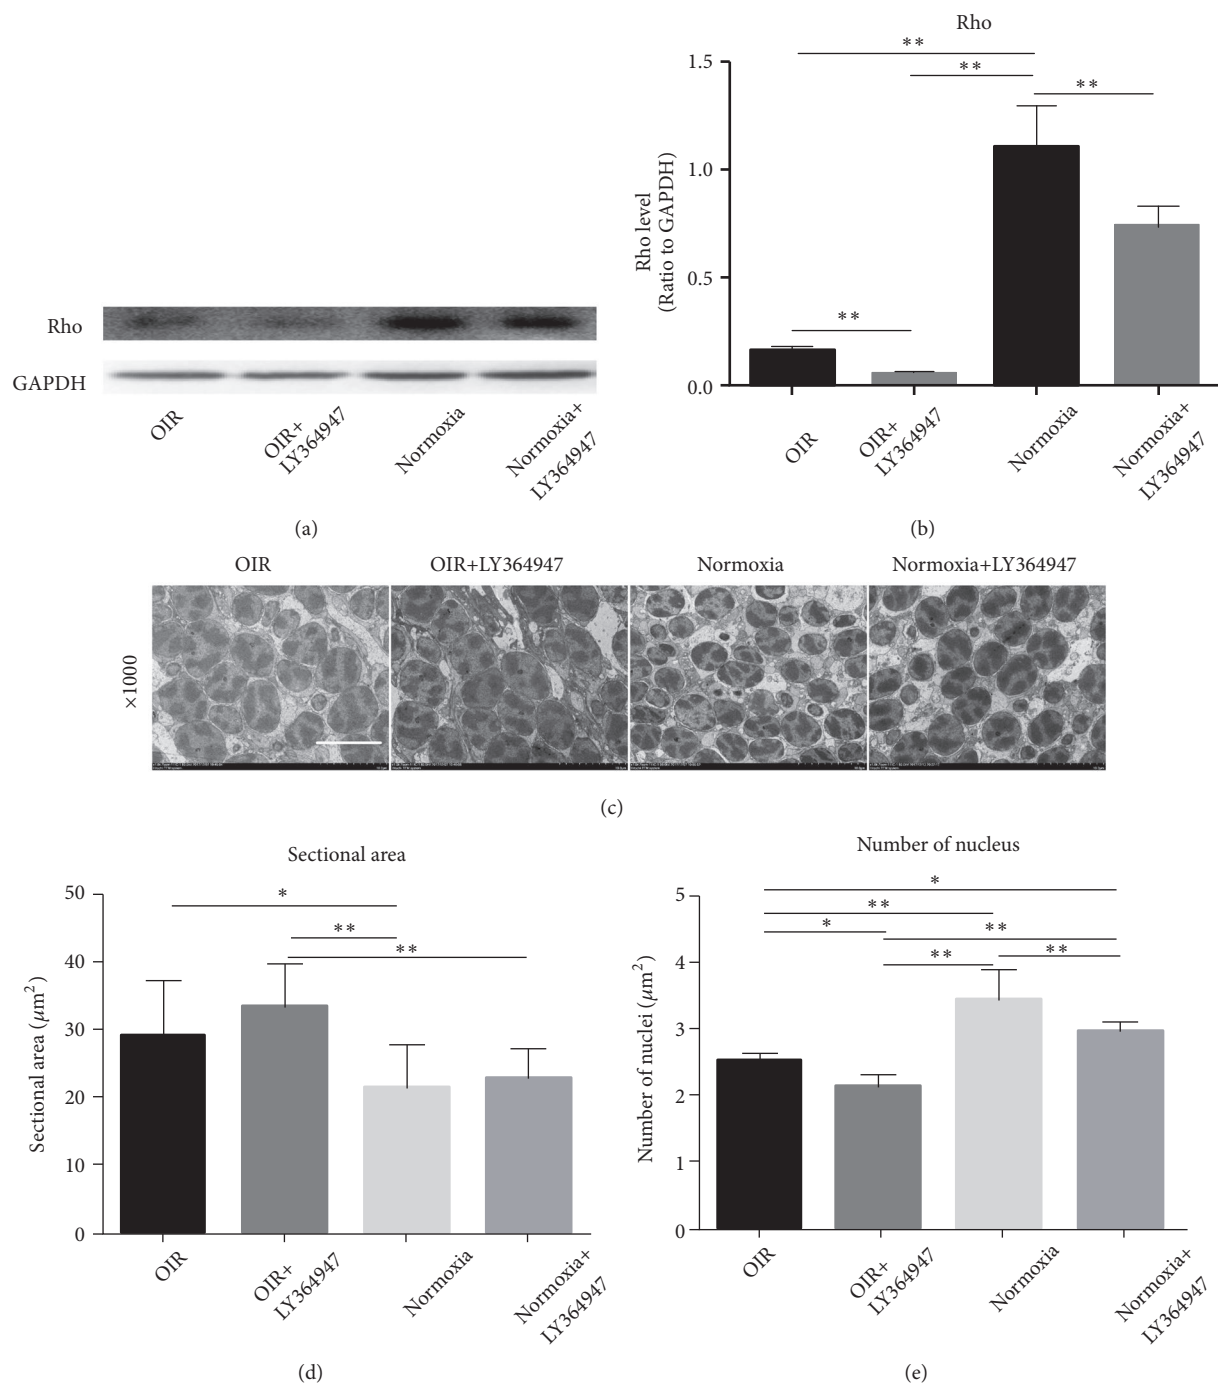 Rho
GAPDH
OIR
OIR+
LY364947
Normoxia
Normoxia+
LY364947
(a)
Rho
**
**
**
**
Rho level
(Ratio to GAPDH)
1.5
1.0
0.5
0.0
OIR
OIR+
LY364947
Normoxia
Normoxia+
LY364947
(b)
OIR
OIR+LY364947
Normoxia
Normoxia+LY364947
×1000
(c)
Sectional area
*
**
**
Sectional area (μm²)
50
40
30
20
10
0
OIR
OIR+
LY364947
Normoxia
Normoxia+
LY364947
(d)
Number of nucleus
*
**
*
**
**
**
Number of nuclei (μm²)
5
4
3
2
1
0
OIR
OIR+
LY364947
Normoxia
Normoxia+
LY364947
(e)